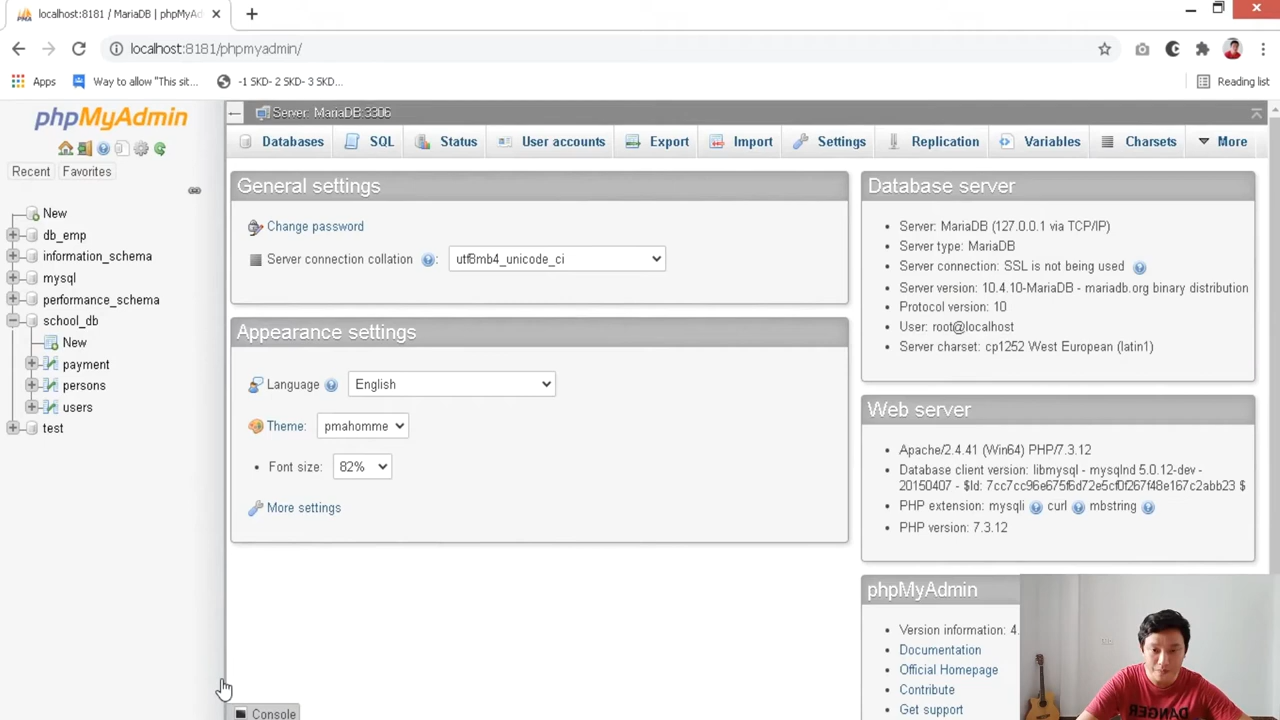 localhost:8181 / MariaDB | phpMyAd
localhost:8181/phpmyadmin/
Apps
Way to allow "This sit...
-1 SKD- 2 SKD- 3 SKD...
Reading list
phpMyAdmin
Recent
Favorites
New
db_emp
information_schema
mysql
performance_schema
school_db
New
payment
persons
users
test
Server: MariaDB 3306
Databases
SQL
Status
User accounts
Export
Import
Settings
Replication
Variables
Charsets
More
General settings
Change password
Server connection collation
:
utf8mb4_unicode_ci
Appearance settings
Language
English
Theme:
pmahomme
Font size:
82%
More settings
Database server
Server: MariaDB (127.0.0.1 via TCP/IP)
Server type: MariaDB
Server connection: SSL is not being used
Server version: 10.4.10-MariaDB - mariadb.org binary distribution
Protocol version: 10
User: root@localhost
Server charset: cp1252 West European (latin1)
Web server
Apache/2.4.41 (Win64) PHP/7.3.12
Database client version: libmysql - mysqlnd 5.0.12-dev -
20150407 - $Id: 7cc7cc96e675f6d72e5cf0f267f48e167c2abb23 $
PHP extension: mysqli curl mbstring
PHP version: 7.3.12
phpMyAdmin
Version information: 4.
Documentation
Official Homepage
Contribute
Get support
Console
DANGER